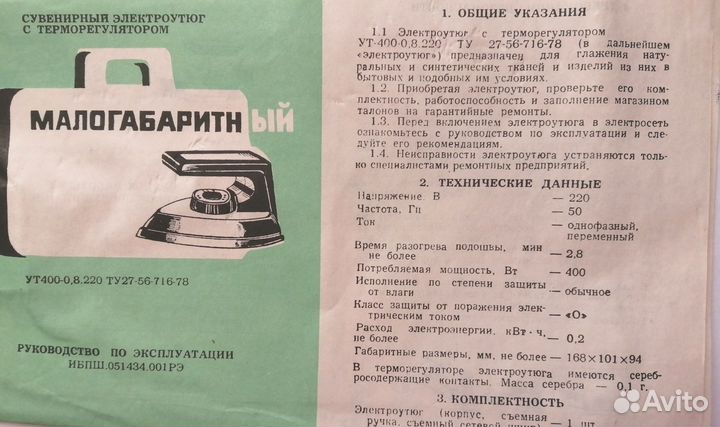 СУВЕНИРНЫЙ ЭЛЕКТРОУТЮГ
С ТЕРМОРЕГУЛЯТОРОМ
МАЛОГАБАРИТНЫЙ
УТ400-0,8.220 ТУ27-56-716-78
РУКОВОДСТВО ПО ЭКСПЛУАТАЦИИ
ИБПШ.051434.001РЭ
1. ОБЩИЕ УКАЗАНИЯ
1.1 Электроутюг с терморегулятором
УТ-400-0,8.220 ТУ 27-56-716-78 (в дальнейшем
«электроутюг») предназначен для глажения нату-
ральных и синтетических тканей и изделий из них в
бытовых и подобных им условиях.
1.2. Приобретая электроутюг, проверьте его ком-
плектность, работоспособность и заполнение магазином
талонов на гарантийные ремонты.
1.3. Перед включением электроутюга в электросеть
ознакомьтесь с руководством по эксплуатации и сле-
дуйте его рекомендациям.
1.4. Неисправности электроутюга устраняются толь-
ко специалистами ремонтных предприятий.
2. ТЕХНИЧЕСКИЕ ДАННЫЕ
Напряжение. В — 220
Частота, Гц — 50
Ток — однофазный,
переменный
Время разогрева подошвы, мин
не более — 2,8
Потребляемая мощность, Вт — 400
Исполнение по степени защиты
от влаги — обычное
Класс защиты от поражения элек-
трическим током — «О»
Расход электроэнергии, кВт·ч,
не более — 0,2
Габаритные размеры, мм, не более — 168×101×94
В терморегуляторе электроутюга имеются сереб-
росодержащие контакты. Масса серебра — 0,1 г.
3. КОМПЛЕКТНОСТЬ
Электроутюг (корпус, съемная
ручка, съемный сетевой шнур) — 1 шт.
Avito